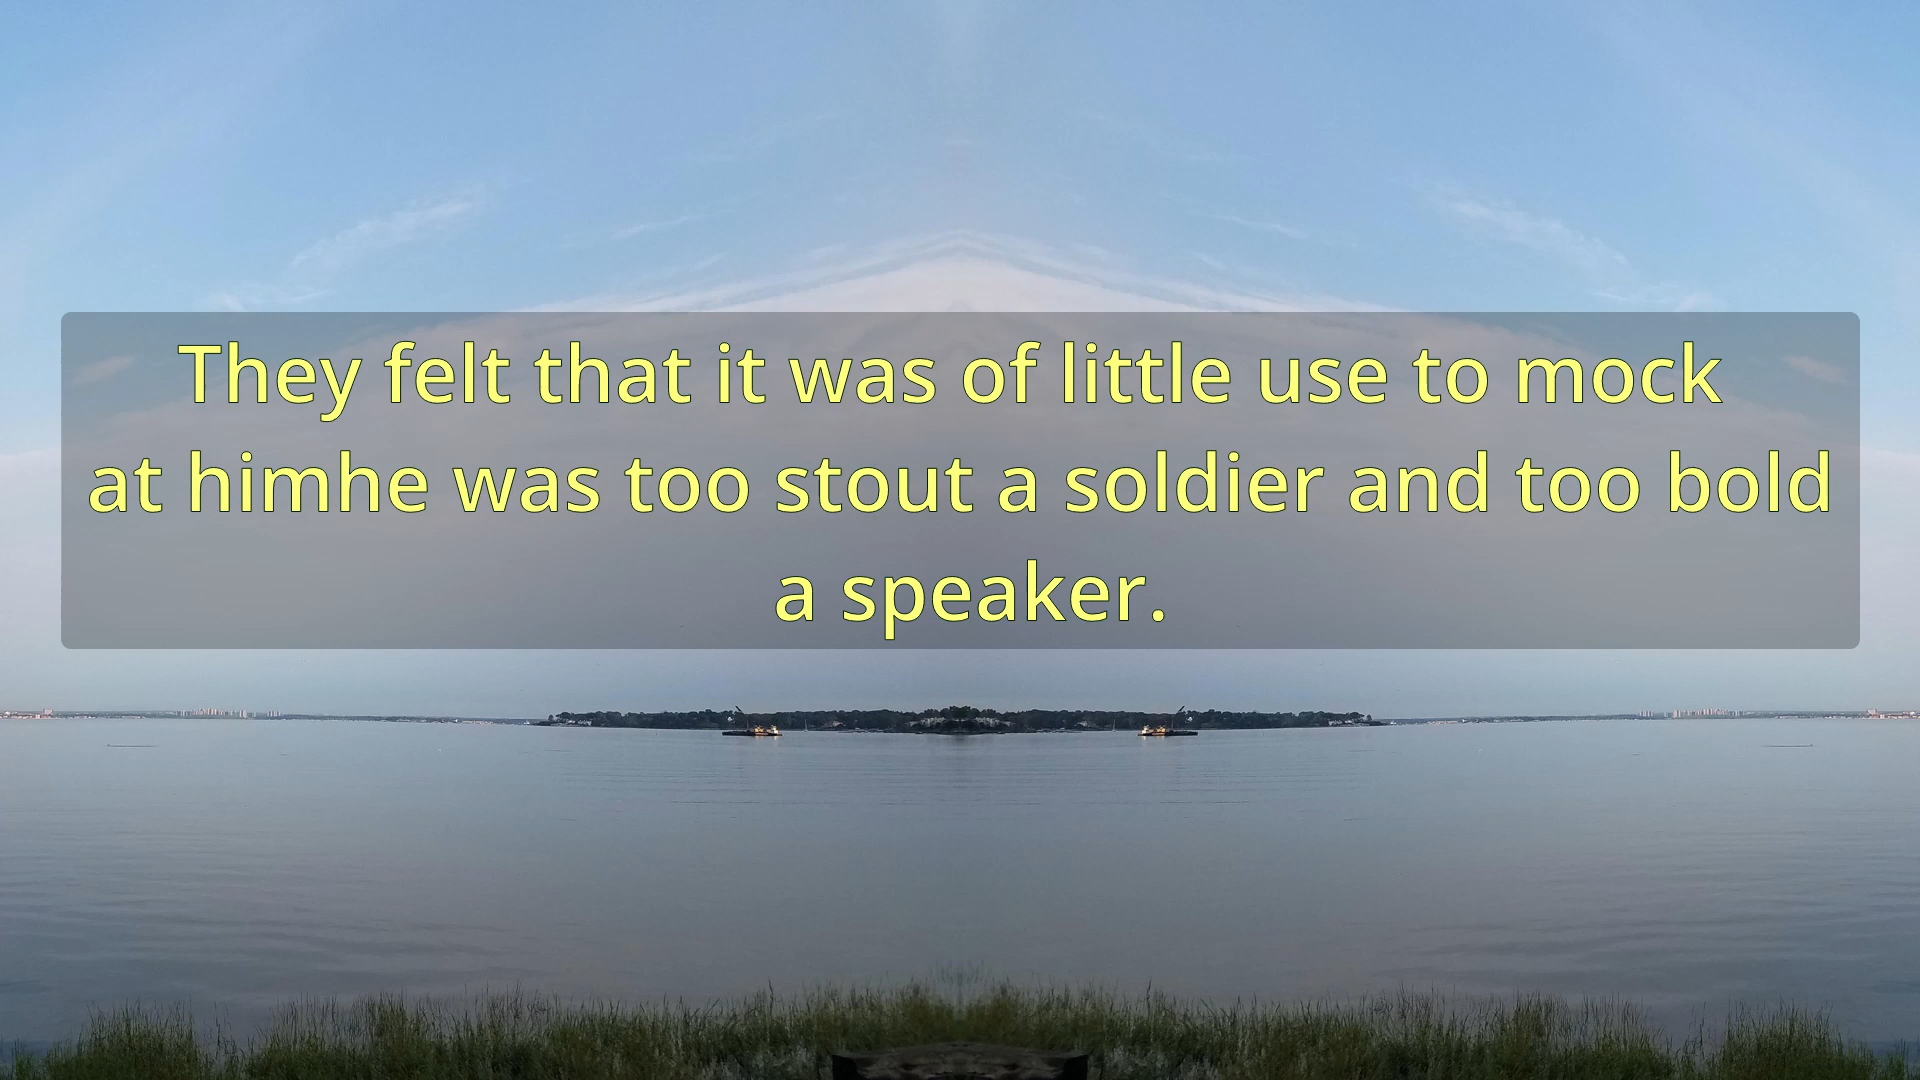 They felt that it was of little use to mock
at himhe was too stout a soldier and too bold
a speaker.